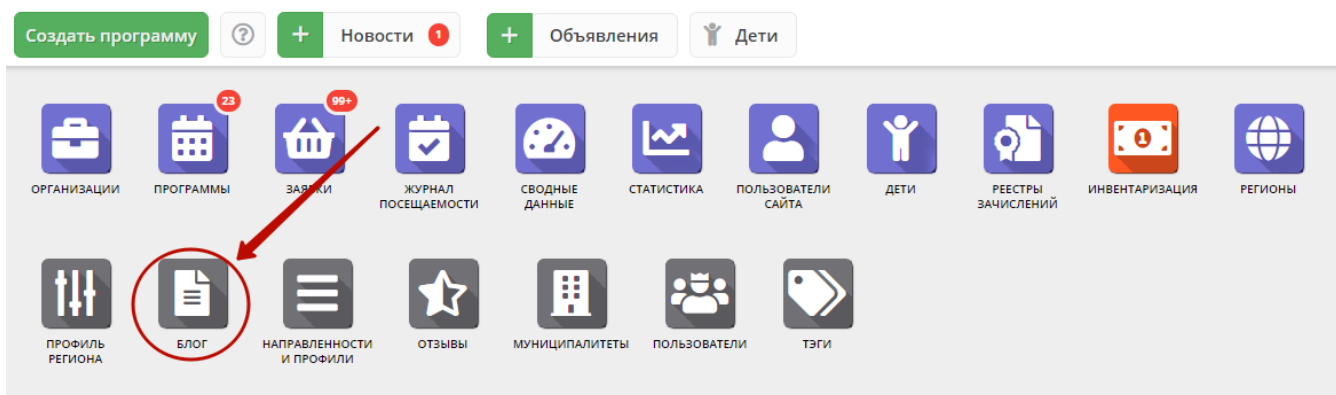 Создать программу ? + Новости 1 + Объявления Дети
23 99+
1
ОРГАНИЗАЦИИ ПРОГРАММЫ ЗАЯВКИ ЖУРНАЛ СВОДНЫЕ СТАТИСТИКА ПОЛЬЗОВАТЕЛИ ДЕТИ РЕЕСТРЫ ИНВЕНТАРИЗАЦИЯ РЕГИОНЫ
ПОСЕЩАЕМОСТИ ДАННЫЕ САЙТА ЗАЧИСЛЕНИЙ
ПРОФИЛЬ БЛОГ НАПРАВЛЕННОСТИ ОТЗЫВЫ МУНИЦИПАЛИТЕТЫ ПОЛЬЗОВАТЕЛИ ТЭГИ
РЕГИОНА И ПРОФИЛИ